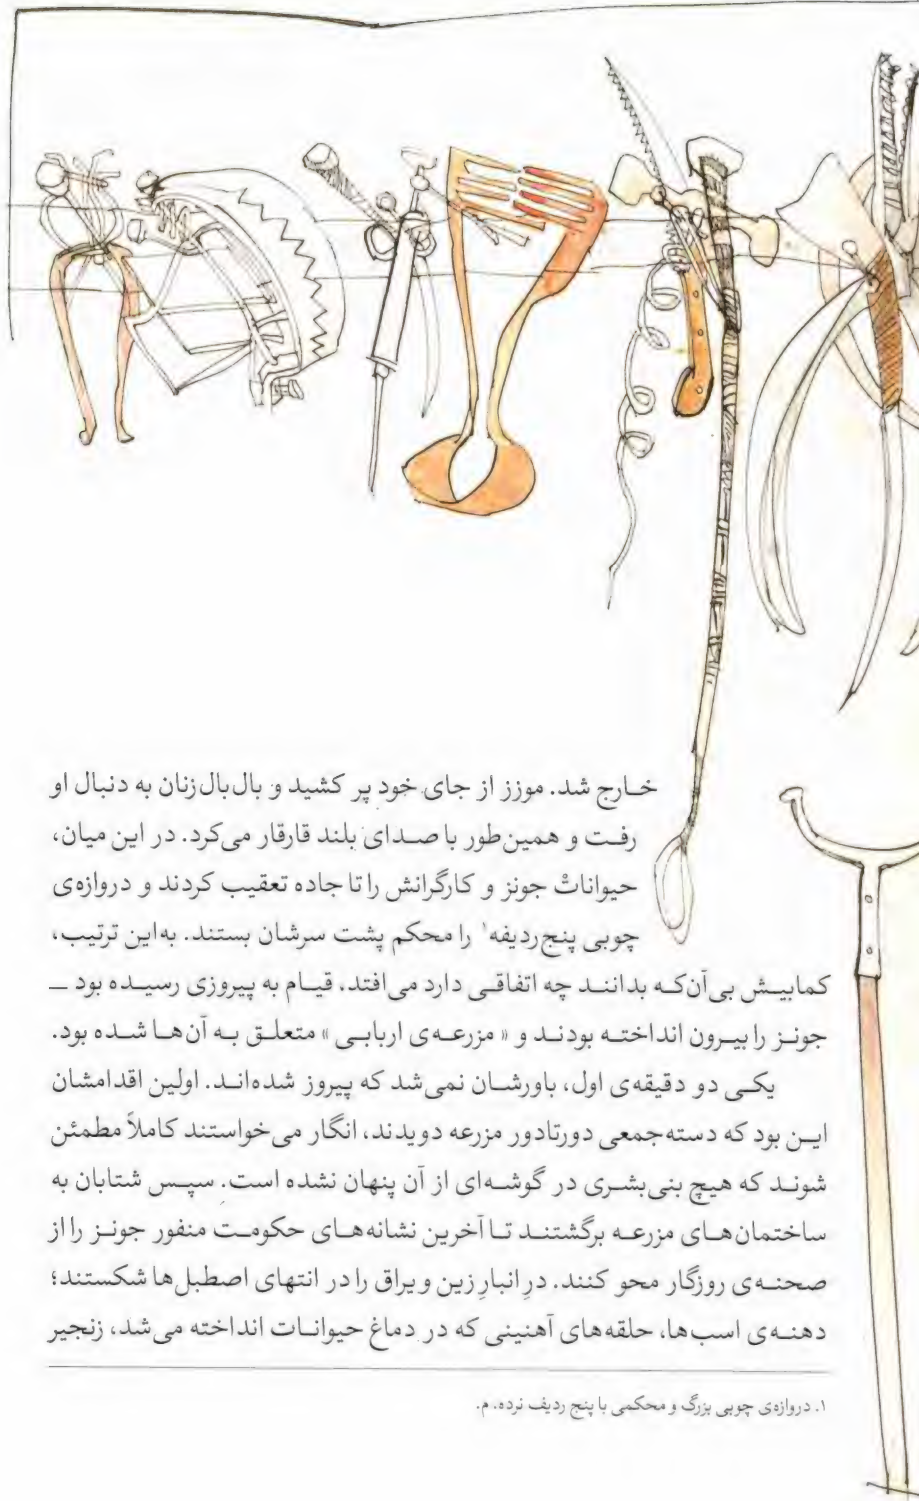 خارج شد. موزز از جای خود پر کشید و بال‌بال‌زنان به دنبال او
رفت و همین‌طور با صدای بلند قارقار می‌کرد. در این میان،
حیواناتْ جونز و کارگرانش را تا جاده تعقیب کردند و دروازه‌ی
چوبی پنج‌ردیفه۱ را محکم پشت سرشان بستند. به‌این ترتیب،
کمابیش بی‌آن‌که بدانند چه اتفاقی دارد می‌افتد، قیام به پیروزی رسیده بود —
جونز را بیرون انداخته بودند و «مزرعه‌ی اربابی» متعلق به آن‌ها شده بود.
یکی دو دقیقه‌ی اول، باورشان نمی‌شد که پیروز شده‌اند. اولین اقدامشان
این بود که دسته‌جمعی دورتادور مزرعه دویدند، انگار می‌خواستند کاملاً مطمئن
شوند که هیچ بنی‌بشری در گوشه‌ای از آن پنهان نشده است. سپس شتابان به
ساختمان‌های مزرعه برگشتند تا آخرین نشانه‌های حکومت منفور جونز را از
صحنه‌ی روزگار محو کنند. درِ انبارِ زین و یراق را در انتهای اصطبل‌ها شکستند؛
دهنه‌ی اسب‌ها، حلقه‌های آهنینی که در دماغ حیوانات انداخته می‌شد، زنجیر
۱. دروازه‌ی چوبی بزرگ و محکمی با پنج ردیف نرده. م.